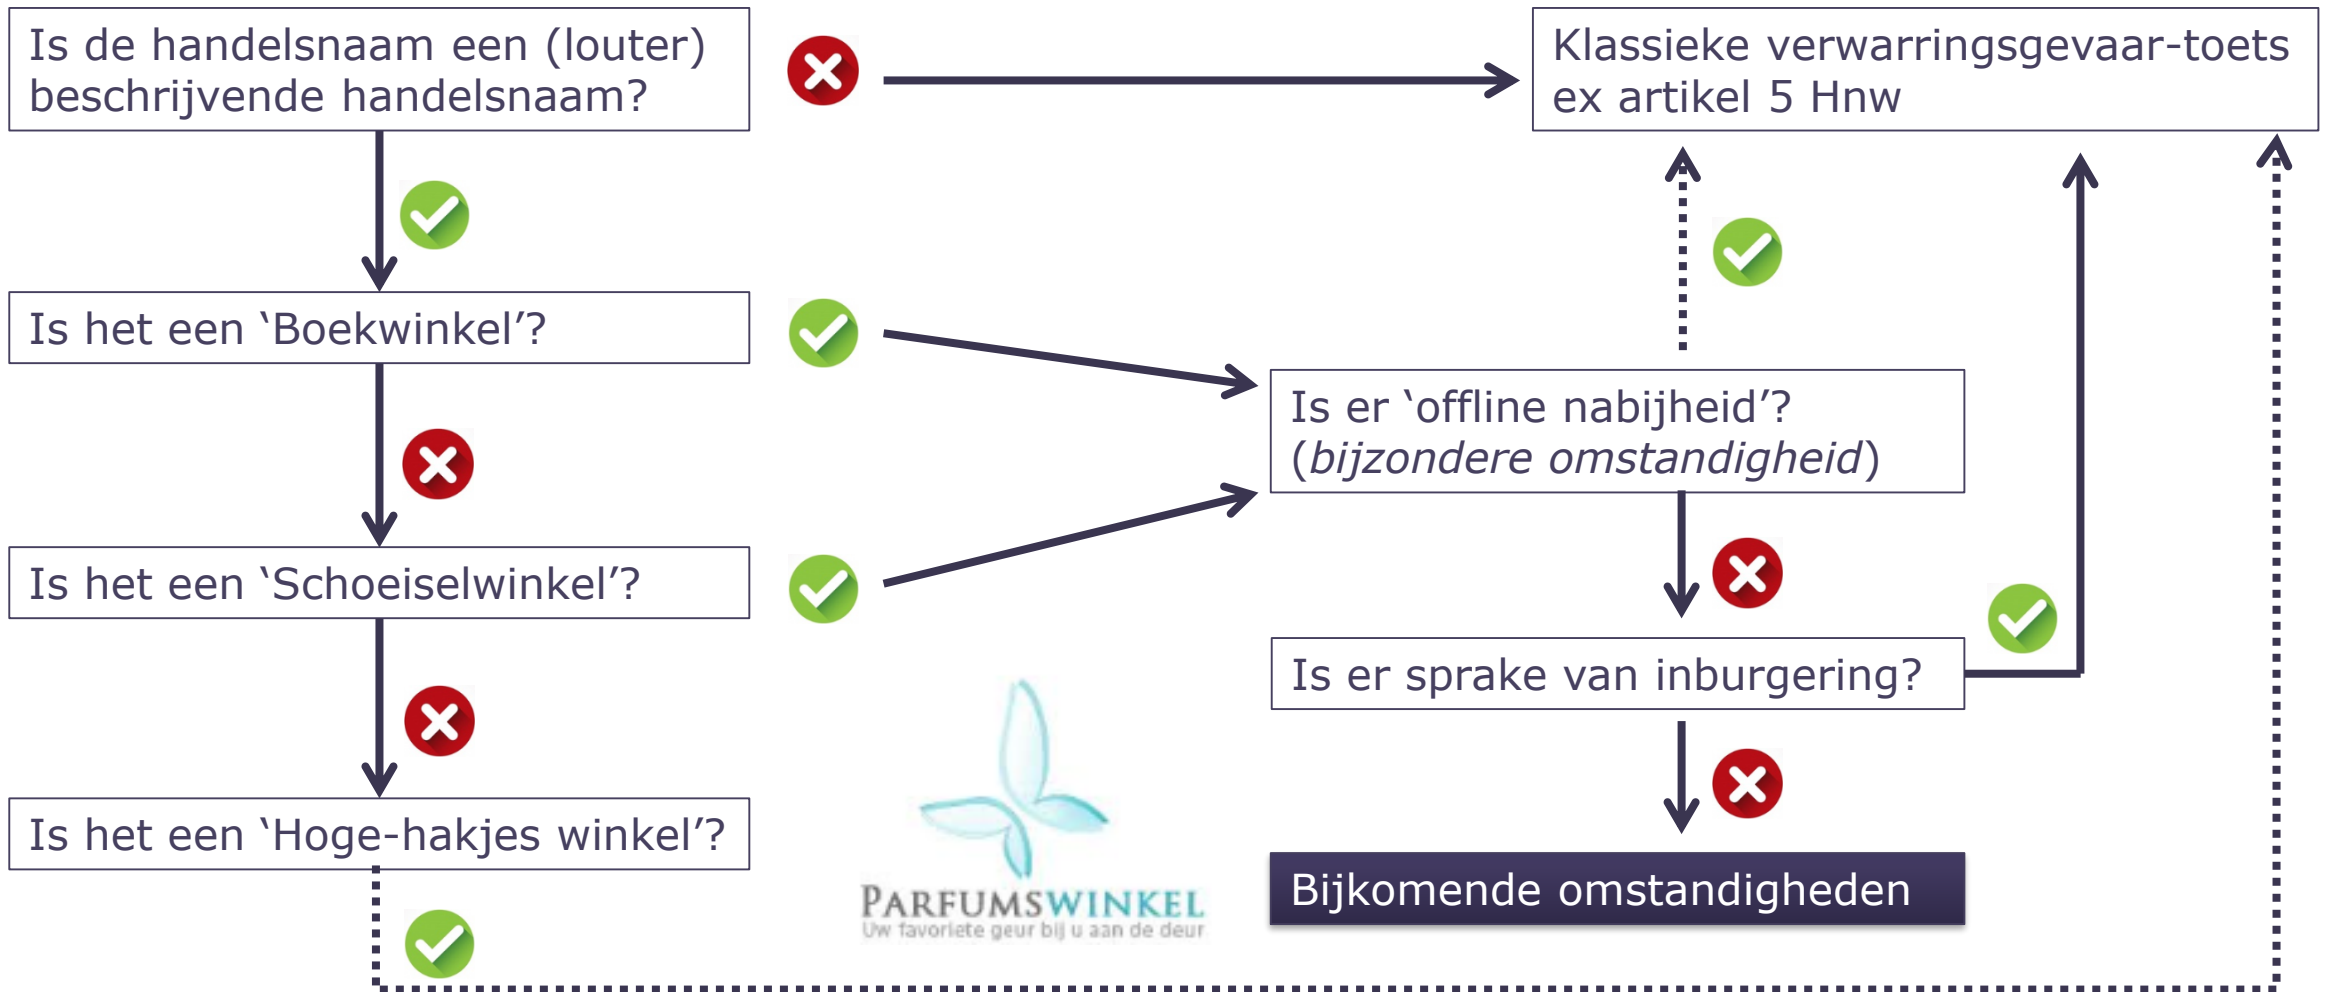 Is de handelsnaam een (louter)
beschrijvende handelsnaam?
Klassieke verwarringsgevaar-toets
ex artikel 5 Hnw
Is het een ‘Boekwinkel’?
Is er ‘offline nabijheid’?
(bijzondere omstandigheid)
Is het een ‘Schoeiselwinkel’?
Is er sprake van inburgering?
Is het een ‘Hoge-hakjes winkel’?
Bijkomende omstandigheden
PARFUMSWINKEL
Uw favoriete geur bij u aan de deur